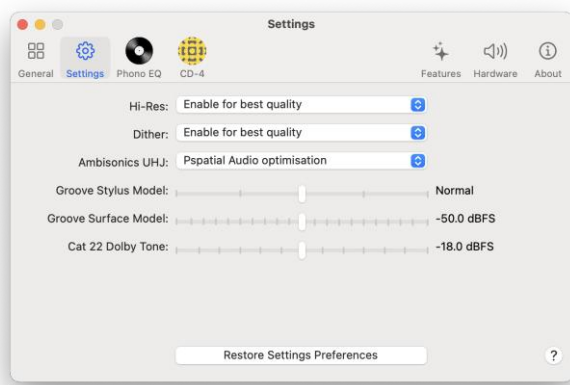 Settings
General Settings Phono EQ CD-4 Features Hardware About
Hi-Res: Enable for best quality
Dither: Enable for best quality
Ambisonics UHJ: Pspatial Audio optimisation
Groove Stylus Model: Normal
Groove Surface Model: -50.0 dBFS
Cat 22 Dolby Tone: -18.0 dBFS
Restore Settings Preferences ?